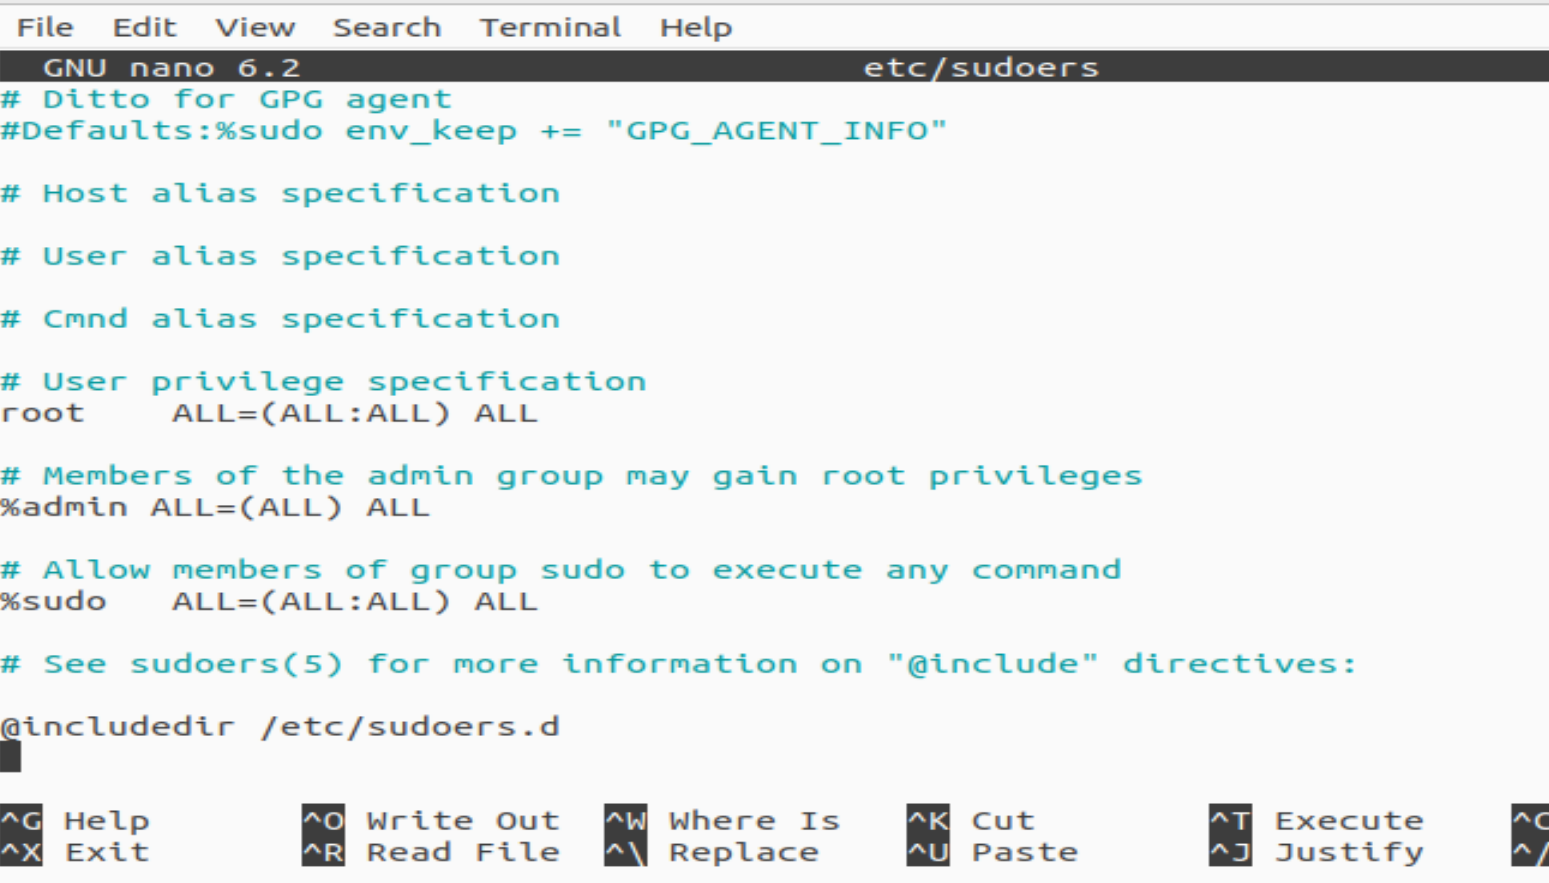 File Edit View Search Terminal Help
GNU nano 6.2 etc/sudoers
# Ditto for GPG agent
#Defaults:%sudo env_keep += "GPG_AGENT_INFO"
# Host alias specification
# User alias specification
# Cmnd alias specification
# User privilege specification
root ALL=(ALL:ALL) ALL
# Members of the admin group may gain root privileges
%admin ALL=(ALL) ALL
# Allow members of group sudo to execute any command
%sudo ALL=(ALL:ALL) ALL
# See sudoers(5) for more information on "@include" directives:
@includedir /etc/sudoers.d
^G Help ^O Write Out ^W Where Is ^K Cut ^T Execute ^C
^X Exit ^R Read File ^\ Replace ^U Paste ^J Justify ^/